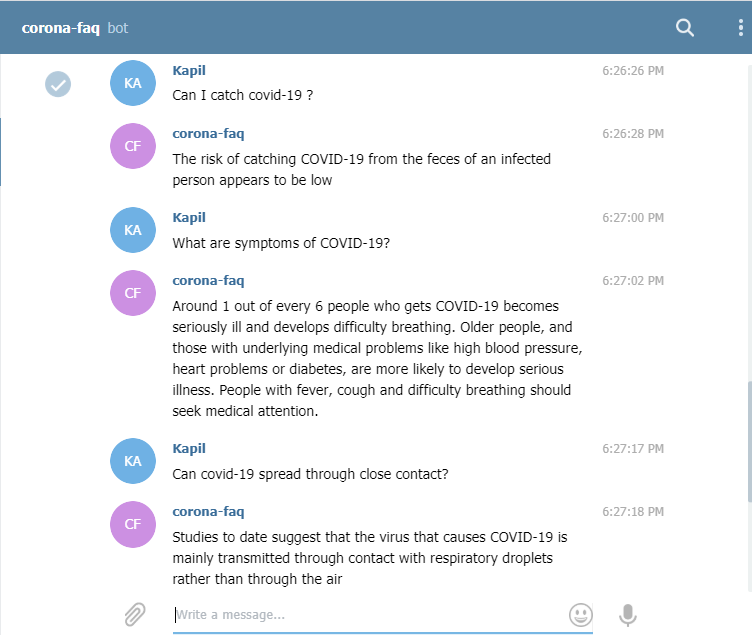 corona-faq bot
KA
Kapil 6:26:26 PM
Can I catch covid-19 ?
CF
corona-faq 6:26:28 PM
The risk of catching COVID-19 from the feces of an infected
person appears to be low
KA
Kapil 6:27:00 PM
What are symptoms of COVID-19?
CF
corona-faq 6:27:02 PM
Around 1 out of every 6 people who gets COVID-19 becomes
seriously ill and develops difficulty breathing. Older people, and
those with underlying medical problems like high blood pressure,
heart problems or diabetes, are more likely to develop serious
illness. People with fever, cough and difficulty breathing should
seek medical attention.
KA
Kapil 6:27:17 PM
Can covid-19 spread through close contact?
CF
corona-faq 6:27:18 PM
Studies to date suggest that the virus that causes COVID-19 is
mainly transmitted through contact with respiratory droplets
rather than through the air
Write a message...